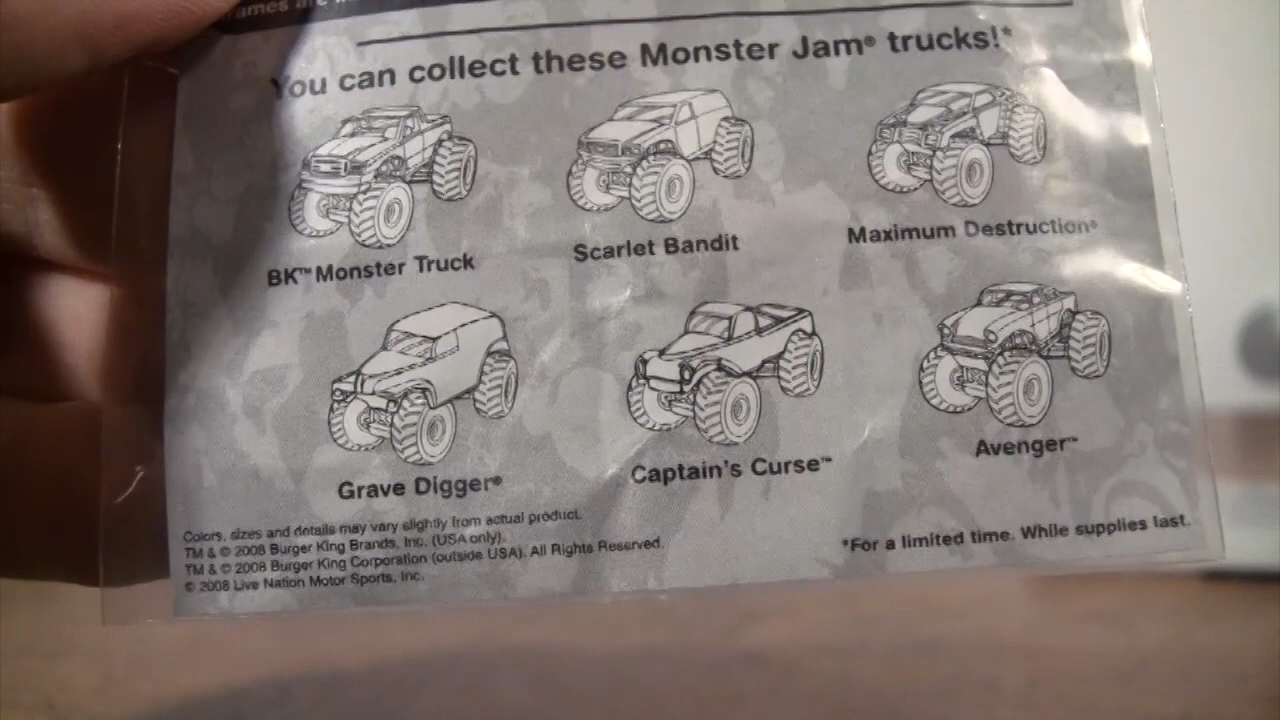 You can collect these Monster Jam® trucks!*
BK™ Monster Truck
Scarlet Bandit
Maximum Destruction®
Grave Digger®
Captain's Curse™
Avenger™
Colors, sizes and details may vary slightly from actual product.
TM & © 2008 Burger King Brands, Inc. (USA only).
TM & © 2008 Burger King Corporation (outside USA). All Rights Reserved.
© 2008 Live Nation Motor Sports, Inc.
*For a limited time. While supplies last.